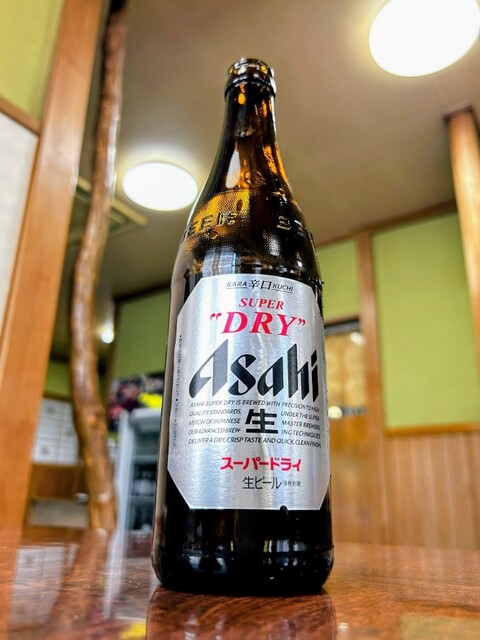 KARA 辛口 KUCHI
SUPER
"DRY"
Asahi
ASAHI SUPER DRY IS BREWED WITH PRECISION TO HIGH
QUALITY STANDARDS, UNDER THE SUPER-
VISION OF JAPANESE 生 MASTER BREWERS.
OUR ADVANCED BREW- ING TECHNIQUES
DELIVER A DRY, CRISP TASTE AND QUICK, CLEAN FINISH.
スーパードライ
生ビール